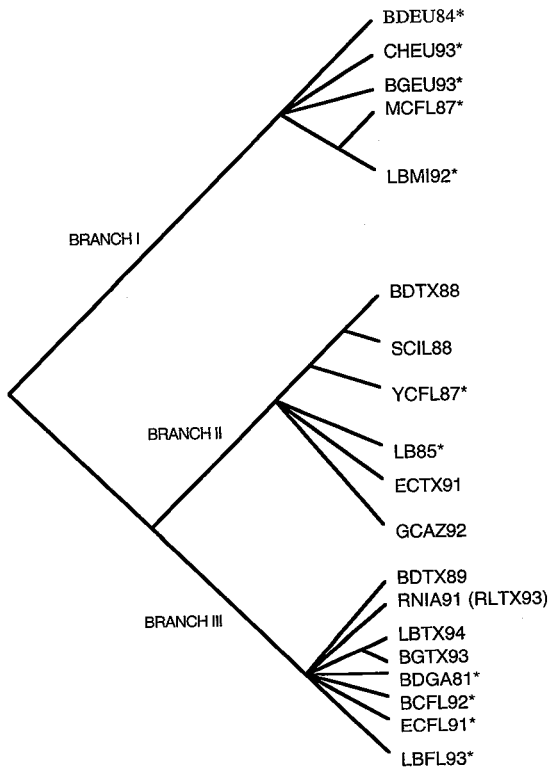 BDEU84*
CHEU93*
BGEU93*
MCFL87*
LBMI92*
BRANCH I
BDTX88
SCIL88
YCFL87*
BRANCH II
LB85*
ECTX91
GCAZ92
BDTX89
RNIA91 (RLTX93)
BRANCH III
LBTX94
BGTX93
BDGA81*
BCFL92*
ECFL91*
LBFL93*